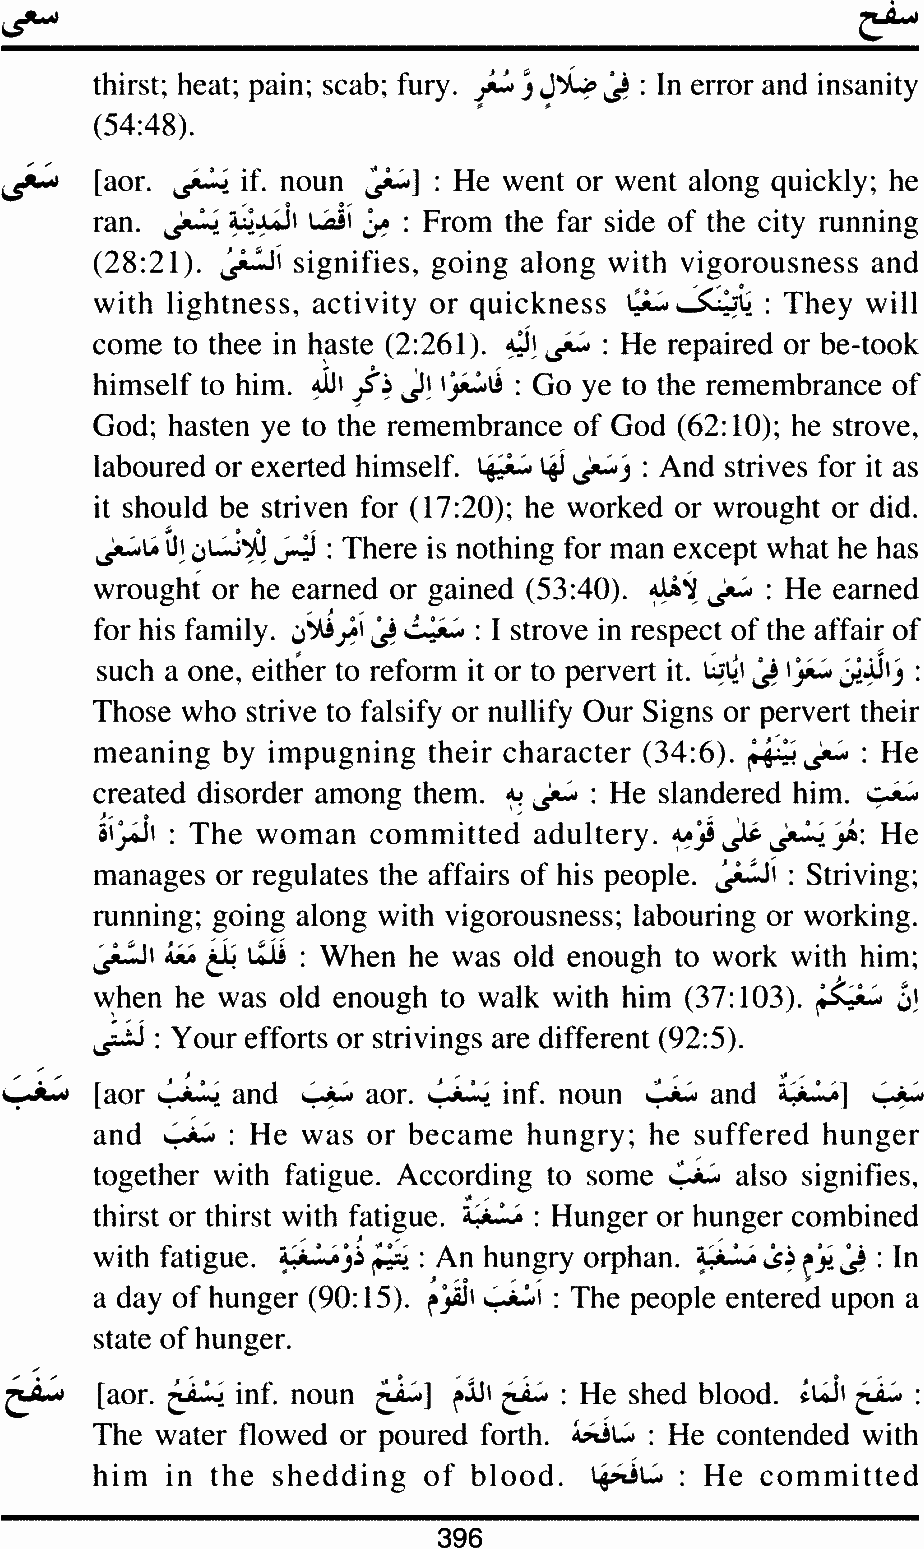 سعی سفح
thirst; heat; pain; scab; fury. فِیْ ضِلَالٍ وَّ سُعُرٍ : In error and insanity
(54:48).
سَعَی [aor. یَسْعَی if. noun سَعْیٌ] : He went or went along quickly; he
ran. مِنْ اَقْصَا الْمَدِیْنَةِ یَسْعٰی : From the far side of the city running
(28:21). اَلسَّعْیُ signifies, going along with vigorousness and
with lightness, activity or quickness یَأْتِیْنَکَ سَعْیًا : They will
come to thee in haste (2:261). سَعٰی اِلَیْهِ : He repaired or be-took
himself to him. فَاسْعَوْا اِلٰی ذِکْرِ اللّٰهِ : Go ye to the remembrance of
God; hasten ye to the remembrance of God (62:10); he strove,
laboured or exerted himself. وَسَعٰی لَهَا سَعْیَهَا : And strives for it as
it should be striven for (17:20); he worked or wrought or did.
لَیْسَ لِلْاِنْسَانِ اِلَّا مَاسَعٰی : There is nothing for man except what he has
wrought or he earned or gained (53:40). سَعٰی لِاَهْلِهٖ : He earned
for his family. سَعَیْتُ فِیْ اَمْرِفُلَانٍ : I strove in respect of the affair of
such a one, either to reform it or to pervert it. وَالَّذِیْنَ سَعَوْا فِیْ اٰیَاتِنَا :
Those who strive to falsify or nullify Our Signs or pervert their
meaning by impugning their character (34:6). سَعٰی بَیْنَهُمْ : He
created disorder among them. سَعٰی بِهٖ : He slandered him. سَعَتِ
الْمَرْأَةُ : The woman committed adultery. هُوَ یَسْعٰی عَلٰی قَوْمِهٖ: He
manages or regulates the affairs of his people. اَلسَّعْیُ : Striving;
running; going along with vigorousness; labouring or working.
فَلَمَّا بَلَغَ مَعَهُ السَّعْیَ : When he was old enough to work with him;
when he was old enough to walk with him (37:103). اِنَّ سَعْیَکُمْ
لَشَتّٰی : Your efforts or strivings are different (92:5).
سَغَبَ [aor یَسْغُبُ and سَغِبَ aor. یَسْغَبُ inf. noun سَغْبٌ and مَسْغَبَةٌ] سَغِبَ
and سَغَبَ : He was or became hungry; he suffered hunger
together with fatigue. According to some سَغَبٌ also signifies,
thirst or thirst with fatigue. مَسْغَبَةٌ : Hunger or hunger combined
with fatigue. یَتِیْمٌ ذُوْمَسْغَبَةٍ : An hungry orphan. فِیْ یَوْمٍ ذِیْ مَسْغَبَةٍ : In
a day of hunger (90:15). اَسْغَبَ الْقَوْمُ : The people entered upon a
state of hunger.
سَفَحَ [aor. یَسْفَحُ inf. noun سَفْحٌ] سَفَحَ الدَّمَ : He shed blood. سَفَحَ الْمَاءُ :
The water flowed or poured forth. سَافَحَهٗ : He contended with
him in the shedding of blood. سَافَحَهَا : He committed
396